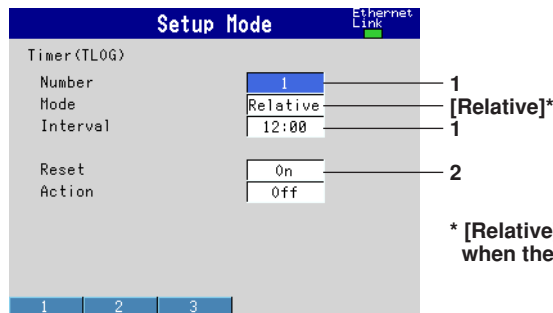 Setup Mode
Ethernet
Link
Timer(TLOG)
Number 1 1
Mode Relative [Relative]*
Interval 12:00 1
Reset On 2
Action Off
* [Relative
when the
1 2 3